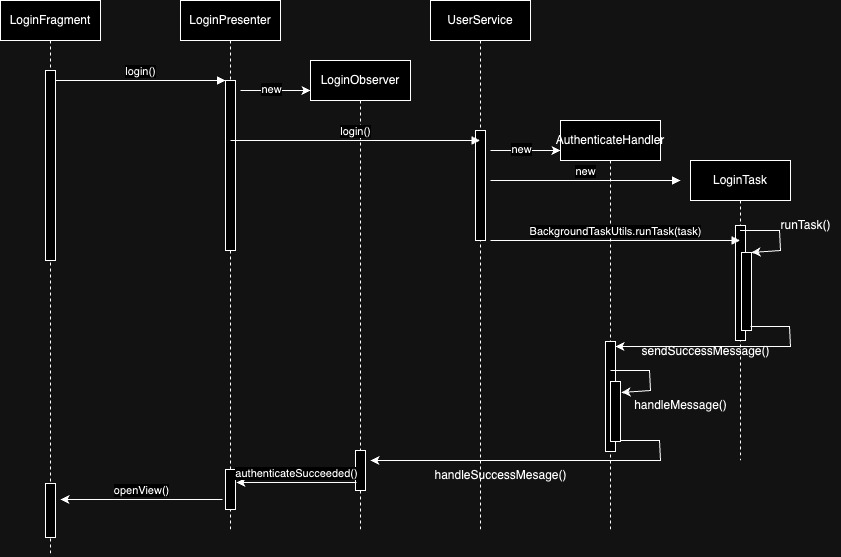 LoginFragment
LoginPresenter
UserService
login()
new
LoginObserver
login()
new
AuthenticateHandler
new
LoginTask
BackgroundTaskUtils.runTask(task)
runTask()
sendSuccessMessage()
handleMessage()
authenticateSucceeded()
handleSuccessMesage()
openView()